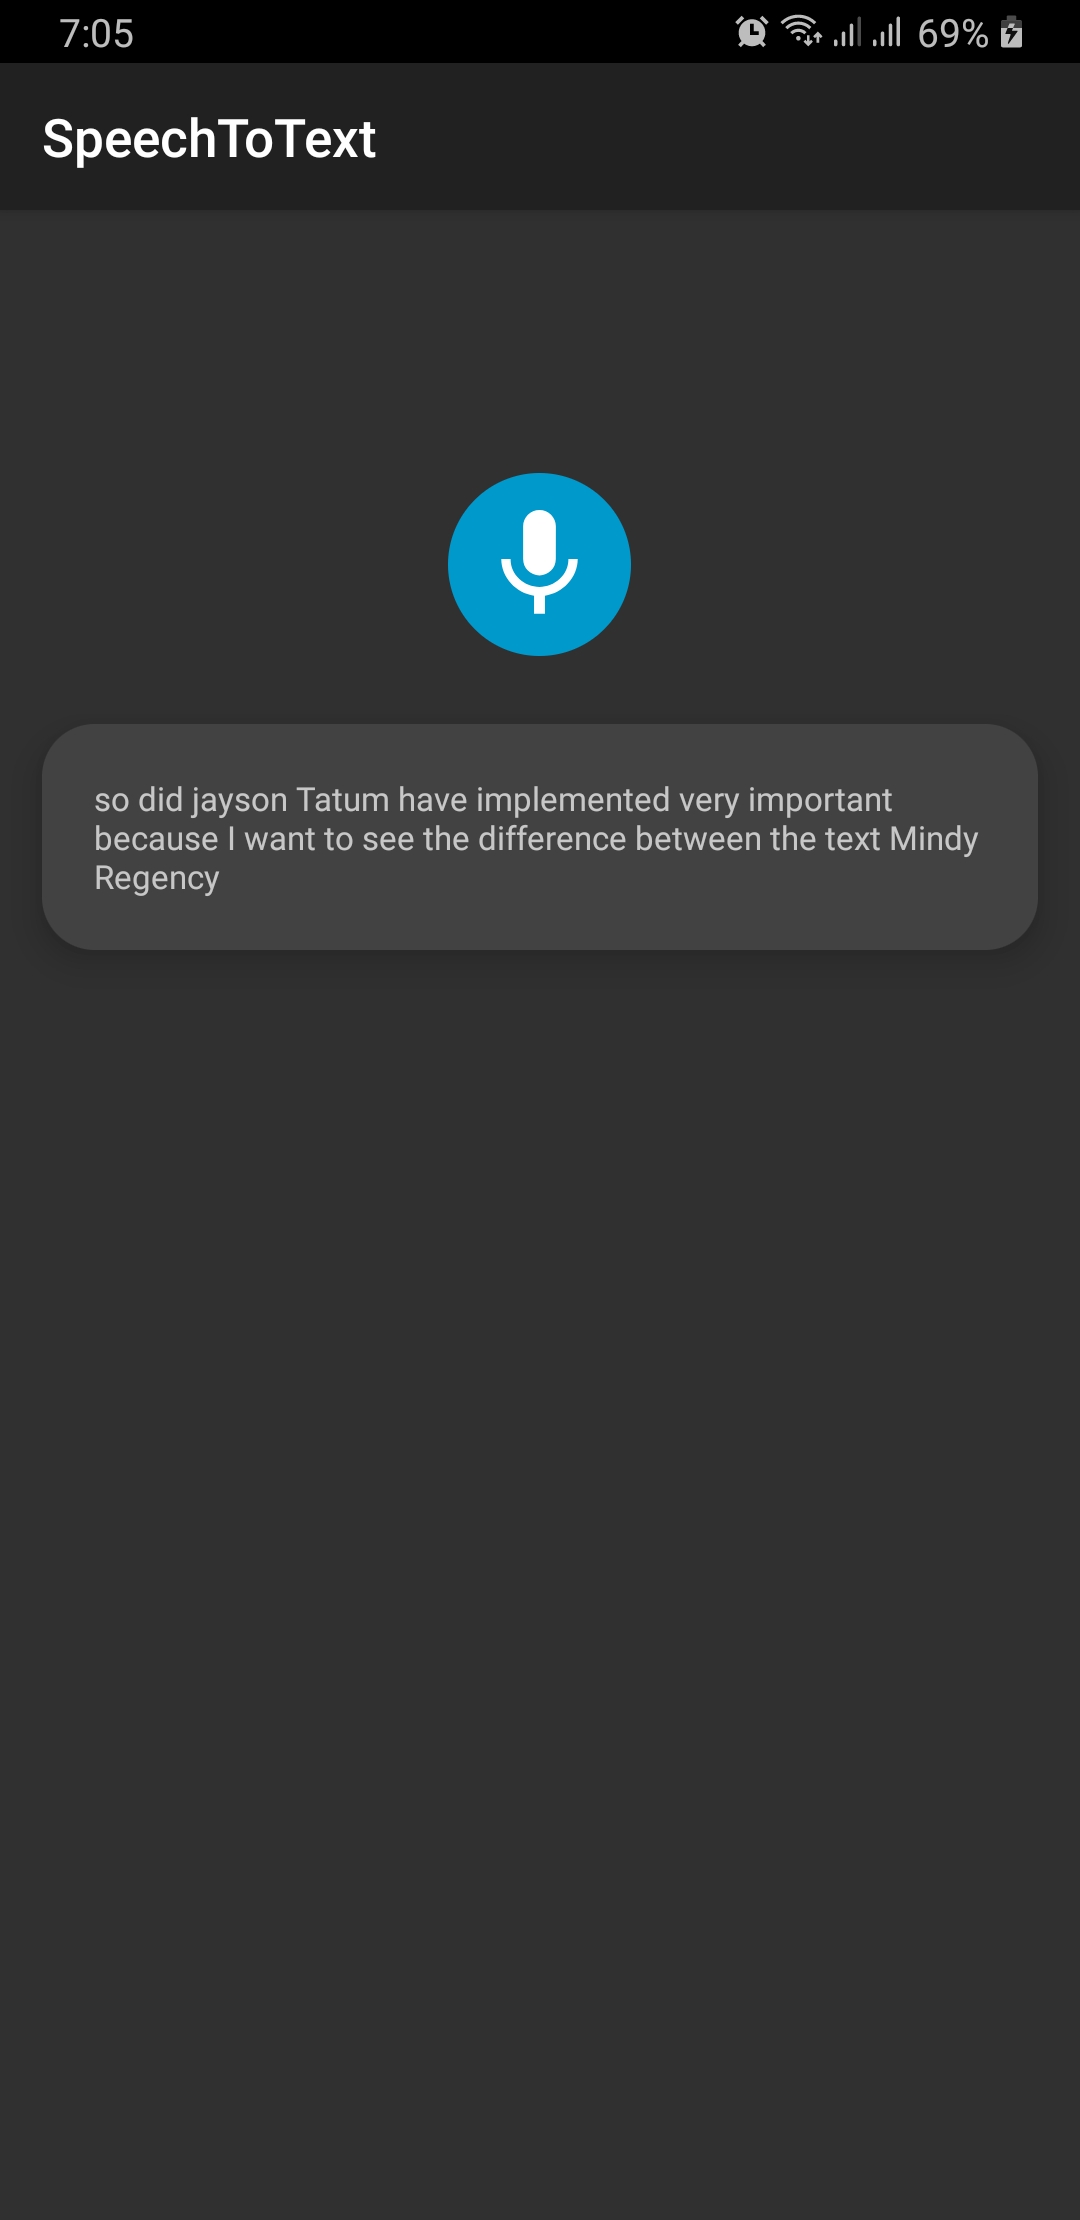 7:05 69%
SpeechToText
so did jayson Tatum have implemented very important
because I want to see the difference between the text Mindy
Regency